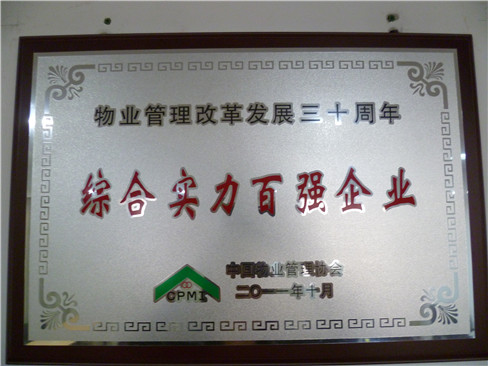 物业管理改革发展三十周年
综合实力百强企业
CPMI
中国物业管理协会
二〇一一年十月